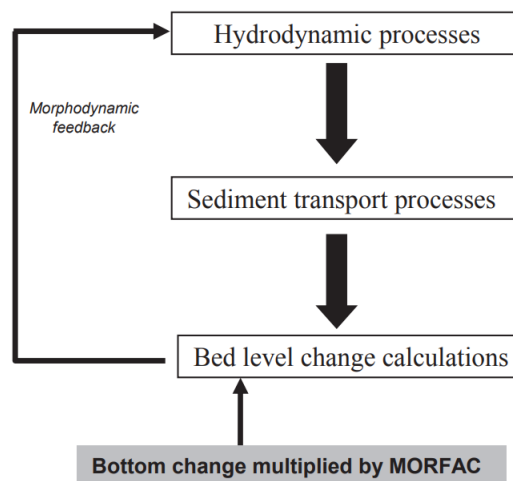 Hydrodynamic processes
Morphodynamic
feedback
Sediment transport processes
Bed level change calculations
Bottom change multiplied by MORFAC